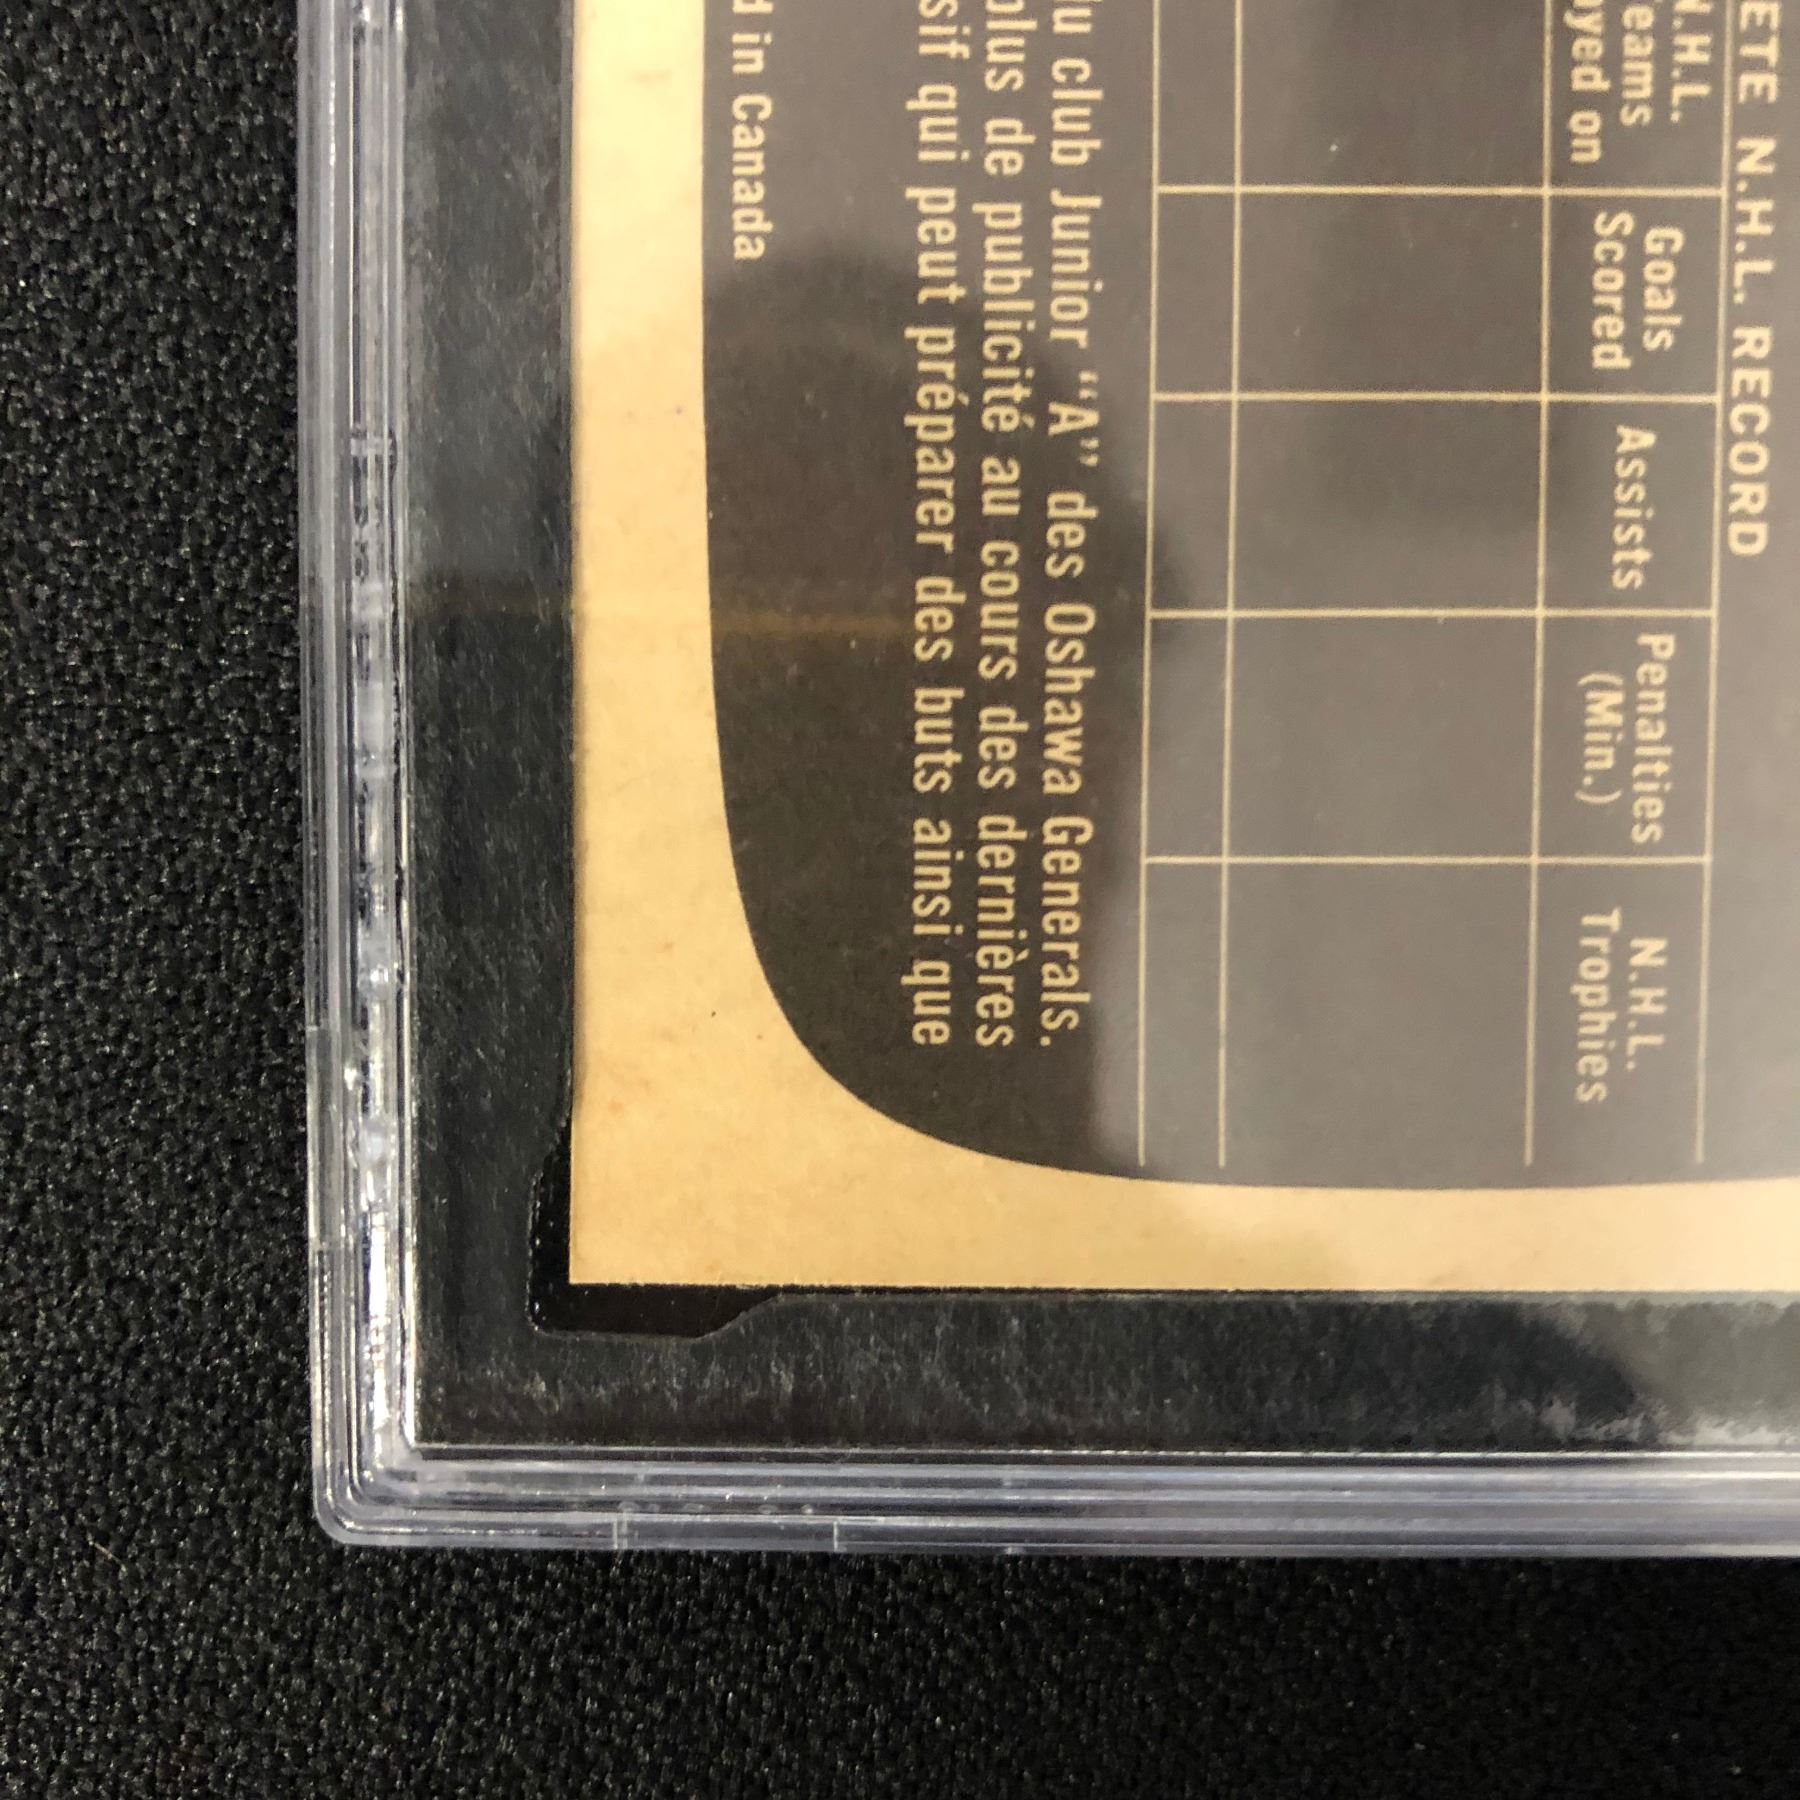 ETE N.H.L. RECORD
N.H.L.
Teams
ayed on
Goals
Scored
Assists
Penalties
(Min.)
N.H.L.
Trophies
du club Junior “A” des Oshawa Generals.
plus de publicité au cours des dernières
sif qui peut préparer des buts ainsi que
d in Canada